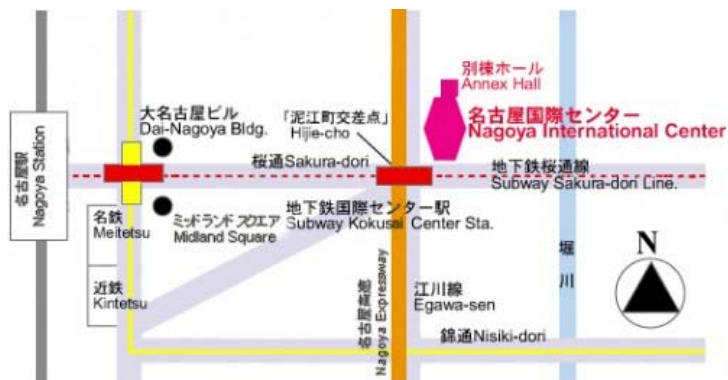 別棟ホール
Annex Hall
名古屋国際センター
Nagoya International Center
大名古屋ビル
Dai-Nagoya Bldg.
「泥江町交差点」
Hijie-cho
名古屋駅
Nagoya Station
桜通Sakura-dori
地下鉄桜通線
Subway Sakura-dori Line.
名鉄
Meitetsu
ミッドランド スクエア
Midland Square
地下鉄国際センター駅
Subway Kokusai Center Sta.
堀川
N
近鉄
Kintetsu
名古屋高速
Nagoya Expressway
江川線
Egawa-sen
錦通Nisiki-dori